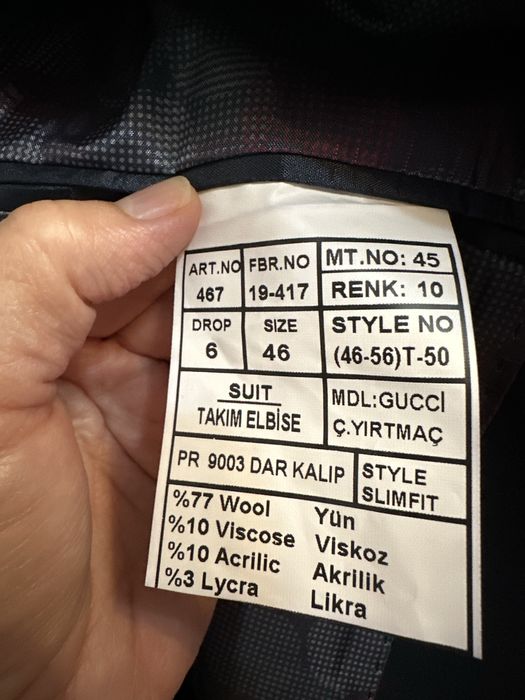 ART.NO FBR.NO MT.NO: 45
467 19-417 RENK: 10
DROP SIZE STYLE NO
6 46 (46-56)T-50
SUIT MDL:GUCCİ
TAKIM ELBİSE Ç.YIRTMAÇ
PR 9003 DAR KALIP STYLE
SLIMFIT
%77 Wool Yün
%10 Viscose Viskoz
%10 Acrilic Akrilik
%3 Lycra Likra